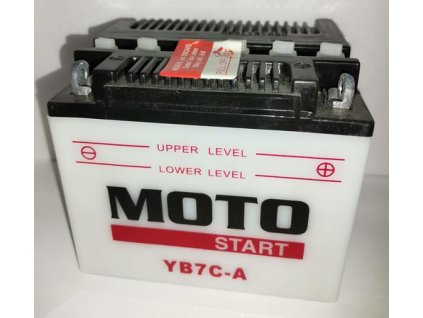 UPPER LEVEL
LOWER LEVEL
MOTO
START
YB7C-A